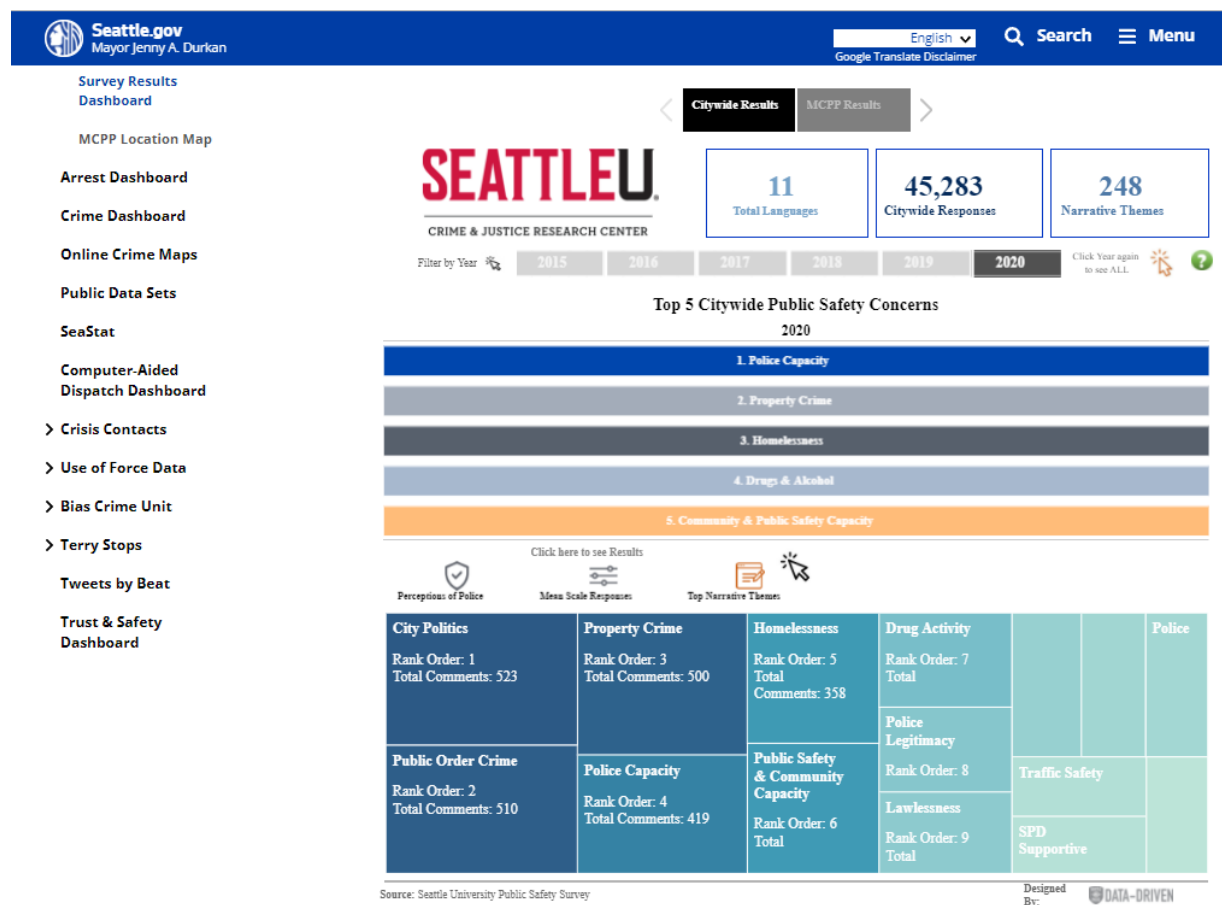 Seattle.gov
Mayor Jenny A. Durkan
English
Google Translate Disclaimer
Search
Menu
Survey Results
Dashboard
MCPP Location Map
Arrest Dashboard
Crime Dashboard
Online Crime Maps
Public Data Sets
SeaStat
Computer-Aided
Dispatch Dashboard
Crisis Contacts
Use of Force Data
Bias Crime Unit
Terry Stops
Tweets by Beat
Trust & Safety
Dashboard
Citywide Results
MCPP Results
SEATTLEU.
CRIME & JUSTICE RESEARCH CENTER
11
Total Languages
45,283
Citywide Responses
248
Narrative Themes
Filter by Year
2015
2016
2017
2018
2019
2020
Click Year again
to see ALL
?
Top 5 Citywide Public Safety Concerns
2020
1. Police Capacity
2. Property Crime
3. Homelessness
4. Drugs & Alcohol
5. Community & Public Safety Capacity
Click here to see Results
Perceptions of Police
Mean Scale Responses
Top Narrative Themes
City Politics
Rank Order: 1
Total Comments: 523
Public Order Crime
Rank Order: 2
Total Comments: 510
Property Crime
Rank Order: 3
Total Comments: 500
Police Capacity
Rank Order: 4
Total Comments: 419
Homelessness
Rank Order: 5
Total
Comments: 358
Public Safety
& Community
Capacity
Rank Order: 6
Total
Drug Activity
Rank Order: 7
Total
Police
Legitimacy
Rank Order: 8
Lawlessness
Rank Order: 9
Total
Traffic Safety
SPD
Supportive
Police
Source: Seattle University Public Safety Survey
Designed
By:
DATA-DRIVEN